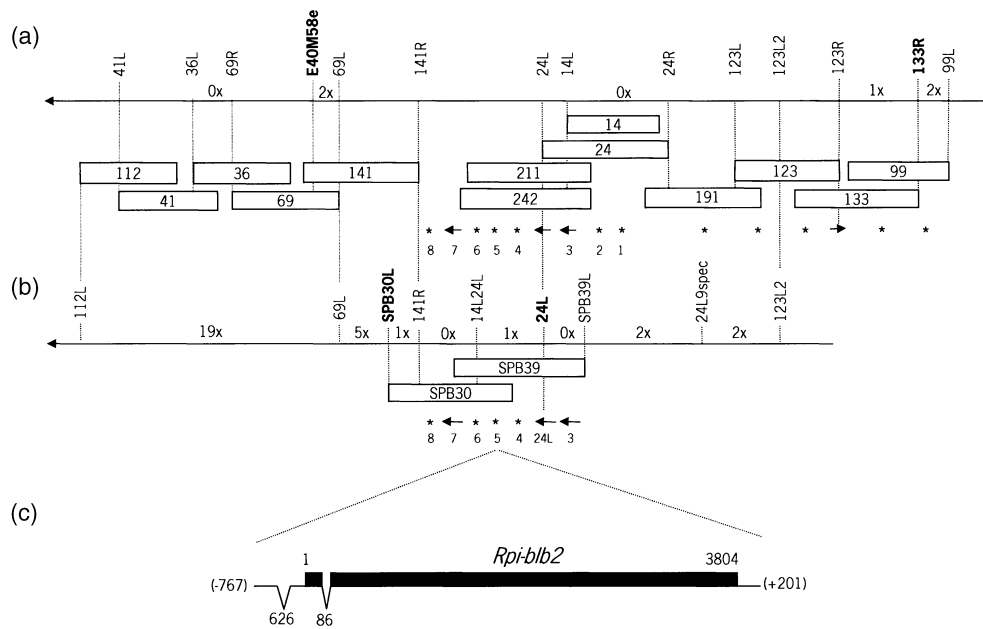 (a)
41L 36L 69R E40M58e 69L 141R 24L 14L 24R 123L 123L2 123R 133R 99L
0x 2x 0x 1x 2x
14
24
112 36 141 211 123 99
41 69 242 191 133
* * * * * * * * * * *
8 7 6 5 4 3 2 1
(b)
112L 69L SPB30L 141R 14L24L 24L SPB39L 24L9spec 123L2
19x 5x 1x 0x 1x 0x 2x 2x
SPB39
SPB30
* * * *
8 7 6 5 4 24L 3
(c)
1 Rpi-blb2 3804
(-767) (+201)
626 86